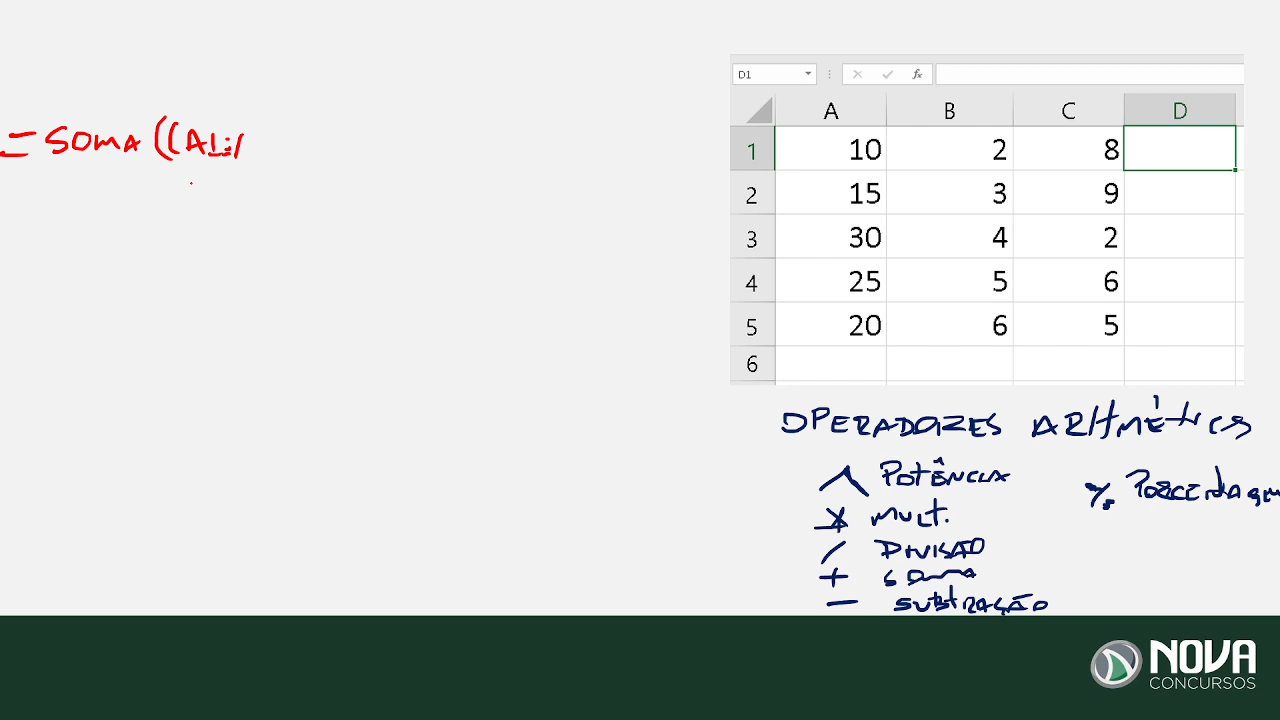 =SOMA((A1:/
D1
fx
A B C D
1 10 2 8
2 15 3 9
3 30 4 2
4 25 5 6
5 20 6 5
6
OPERADORES ARITMÉTICOS
^ POTÊNCIA % PORCENTAGEM
* MULT.
/ DIVISÃO
+ SOMA
- SUBTRAÇÃO
NOVA
CONCURSOS